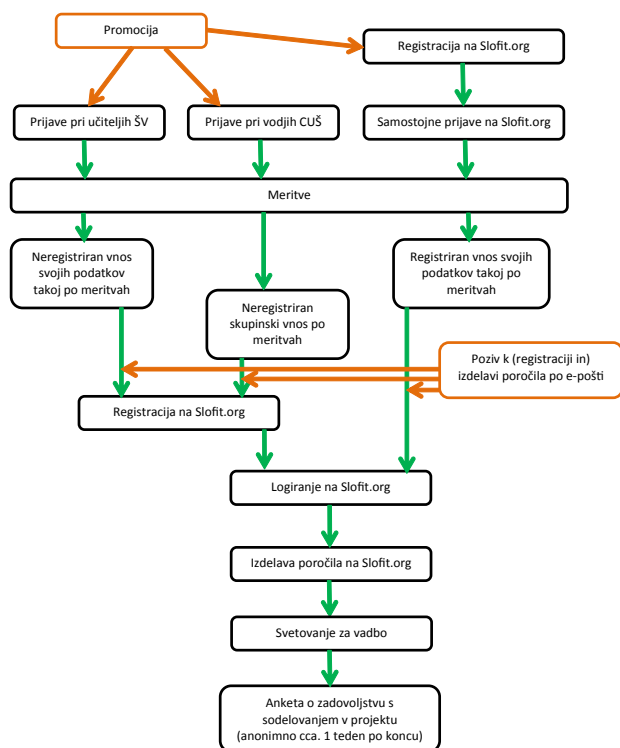 Promocija
Registracija na Slofit.org
Prijave pri učiteljih ŠV
Prijave pri vodjih CUŠ
Samostojne prijave na Slofit.org
Meritve
Neregistriran vnos
svojih podatkov
takoj po meritvah
Neregistriran
skupinski vnos po
meritvah
Registriran vnos svojih
podatkov takoj po
meritvah
Poziv k (registraciji in)
izdelavi poročila po e-pošti
Registracija na Slofit.org
Logiranje na Slofit.org
Izdelava poročila na Slofit.org
Svetovanje za vadbo
Anketa o zadovoljstvu s
sodelovanjem v projektu
(anonimno cca. 1 teden po koncu)